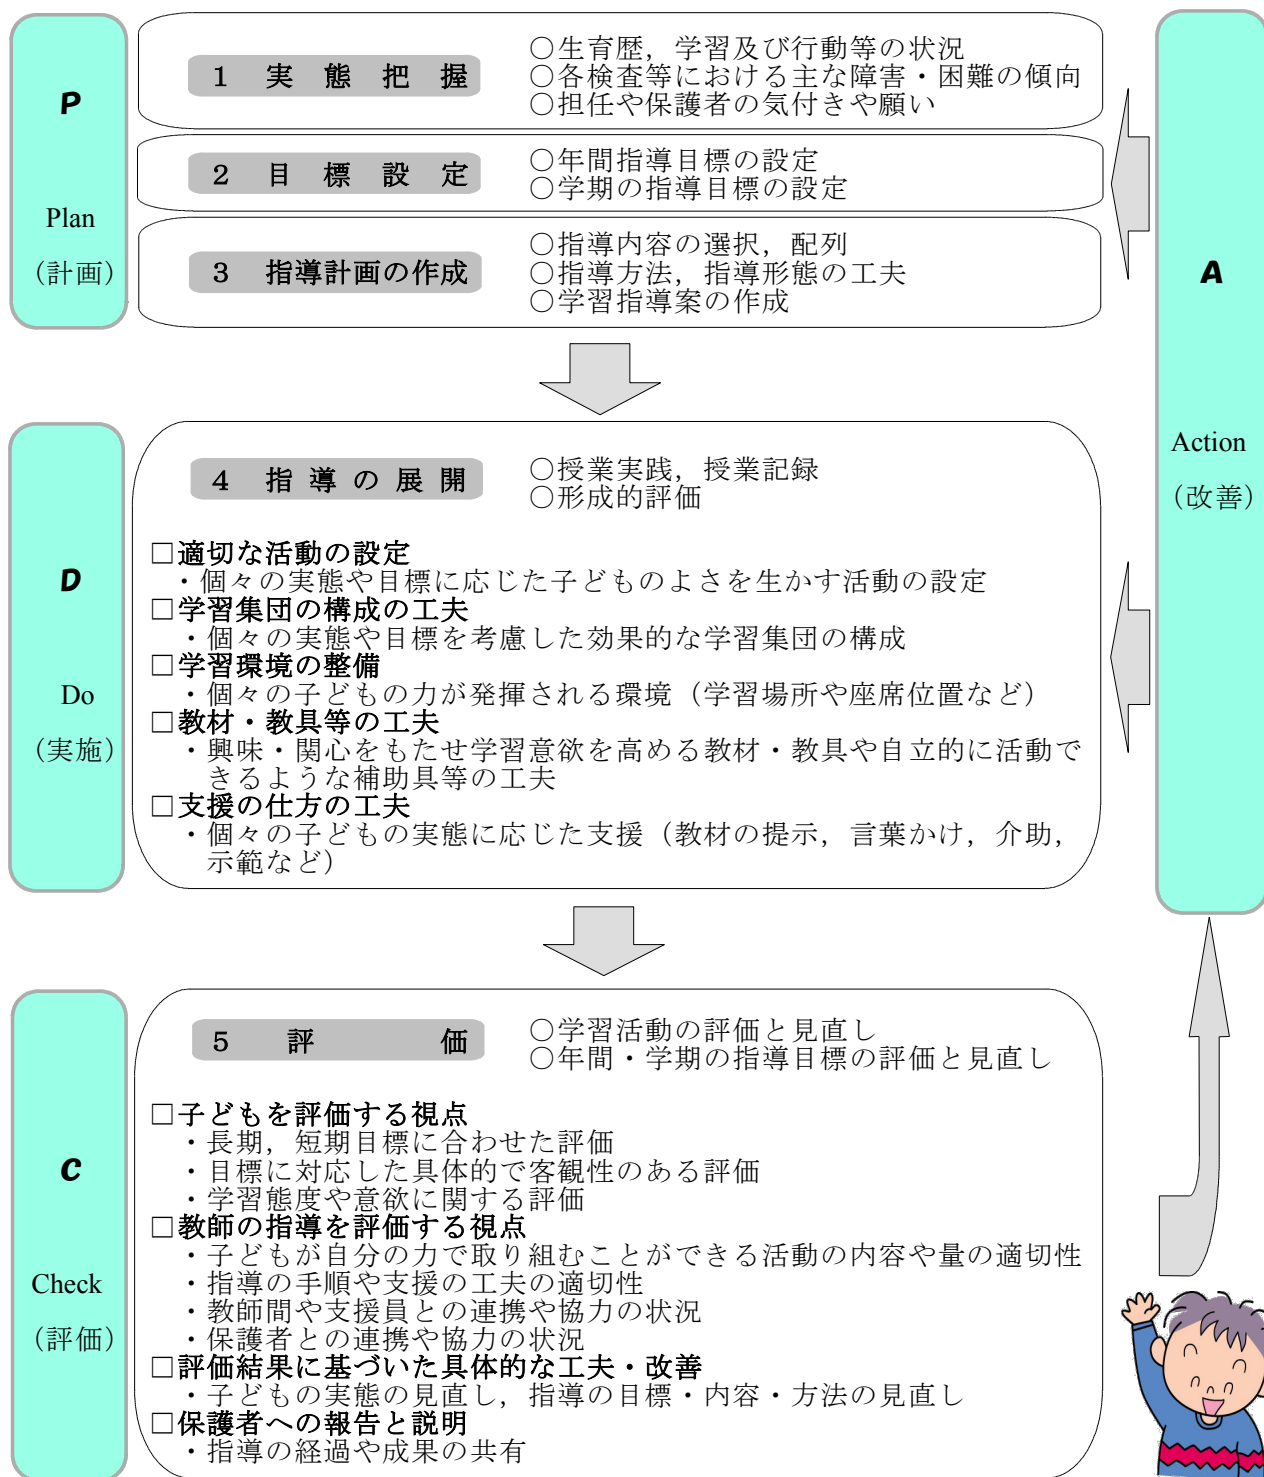 P
Plan
（計画）
1 実態把握
○生育歴，学習及び行動等の状況
○各検査等における主な障害・困難の傾向
○担任や保護者の気付きや願い
2 目標設定
○年間指導目標の設定
○学期の指導目標の設定
3 指導計画の作成
○指導内容の選択，配列
○指導方法，指導形態の工夫
○学習指導案の作成
A
Action
（改善）
D
Do
（実施）
4 指導の展開
○授業実践，授業記録
○形成的評価
□適切な活動の設定
・個々の実態や目標に応じた子どものよさを生かす活動の設定
□学習集団の構成の工夫
・個々の実態や目標を考慮した効果的な学習集団の構成
□学習環境の整備
・個々の子どもの力が発揮される環境（学習場所や座席位置など）
□教材・教具等の工夫
・興味・関心をもたせ学習意欲を高める教材・教具や自立的に活動で
きるような補助具等の工夫
□支援の仕方の工夫
・個々の子どもの実態に応じた支援（教材の提示，言葉かけ，介助，
示範など）
C
Check
（評価）
5 評価
○学習活動の評価と見直し
○年間・学期の指導目標の評価と見直し
□子どもを評価する視点
・長期，短期目標に合わせた評価
・目標に対応した具体的で客観性のある評価
・学習態度や意欲に関する評価
□教師の指導を評価する視点
・子どもが自分の力で取り組むことができる活動の内容や量の適切性
・指導の手順や支援の工夫の適切性
・教師間や支援員との連携や協力の状況
・保護者との連携や協力の状況
□評価結果に基づいた具体的な工夫・改善
・子どもの実態の見直し，指導の目標・内容・方法の見直し
□保護者への報告と説明
・指導の経過や成果の共有